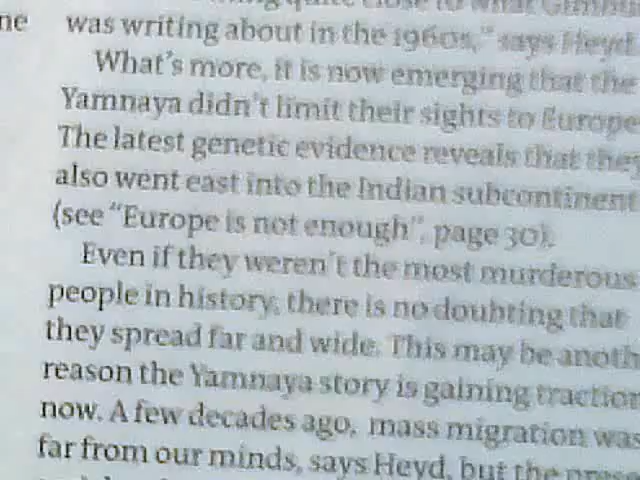 ne
was writing about in the 1960s," says Heyd.
What's more, it is now emerging that the
Yamnaya didn't limit their sights to Europe
The latest genetic evidence reveals that they
also went east into the Indian subcontinent
(see "Europe is not enough", page 30).
Even if they weren't the most murderous
people in history, there is no doubting that
they spread far and wide. This may be anoth
reason the Yamnaya story is gaining traction
now. A few decades ago, mass migration was
far from our minds, says Heyd, but the prese